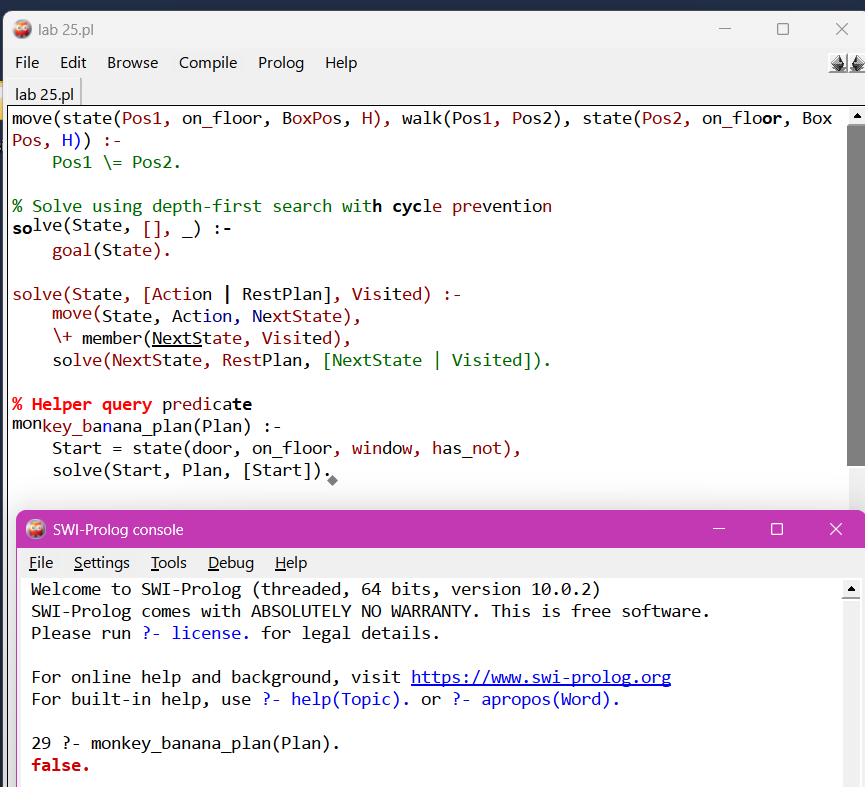 lab 25.pl
File Edit Browse Compile Prolog Help
lab 25.pl
move(state(Pos1, on_floor, BoxPos, H), walk(Pos1, Pos2), state(Pos2, on_floor, Box
Pos, H)) :-
Pos1 \= Pos2.
% Solve using depth-first search with cycle prevention
solve(State, [], _) :-
goal(State).
solve(State, [Action | RestPlan], Visited) :-
move(State, Action, NextState),
\+ member(NextState, Visited),
solve(NextState, RestPlan, [NextState | Visited]).
% Helper query predicate
monkey_banana_plan(Plan) :-
Start = state(door, on_floor, window, has_not),
solve(Start, Plan, [Start]).
SWI-Prolog console
File Settings Tools Debug Help
Welcome to SWI-Prolog (threaded, 64 bits, version 10.0.2)
SWI-Prolog comes with ABSOLUTELY NO WARRANTY. This is free software.
Please run ?- license. for legal details.
For online help and background, visit https://www.swi-prolog.org
For built-in help, use ?- help(Topic). or ?- apropos(Word).
29 ?- monkey_banana_plan(Plan).
false.